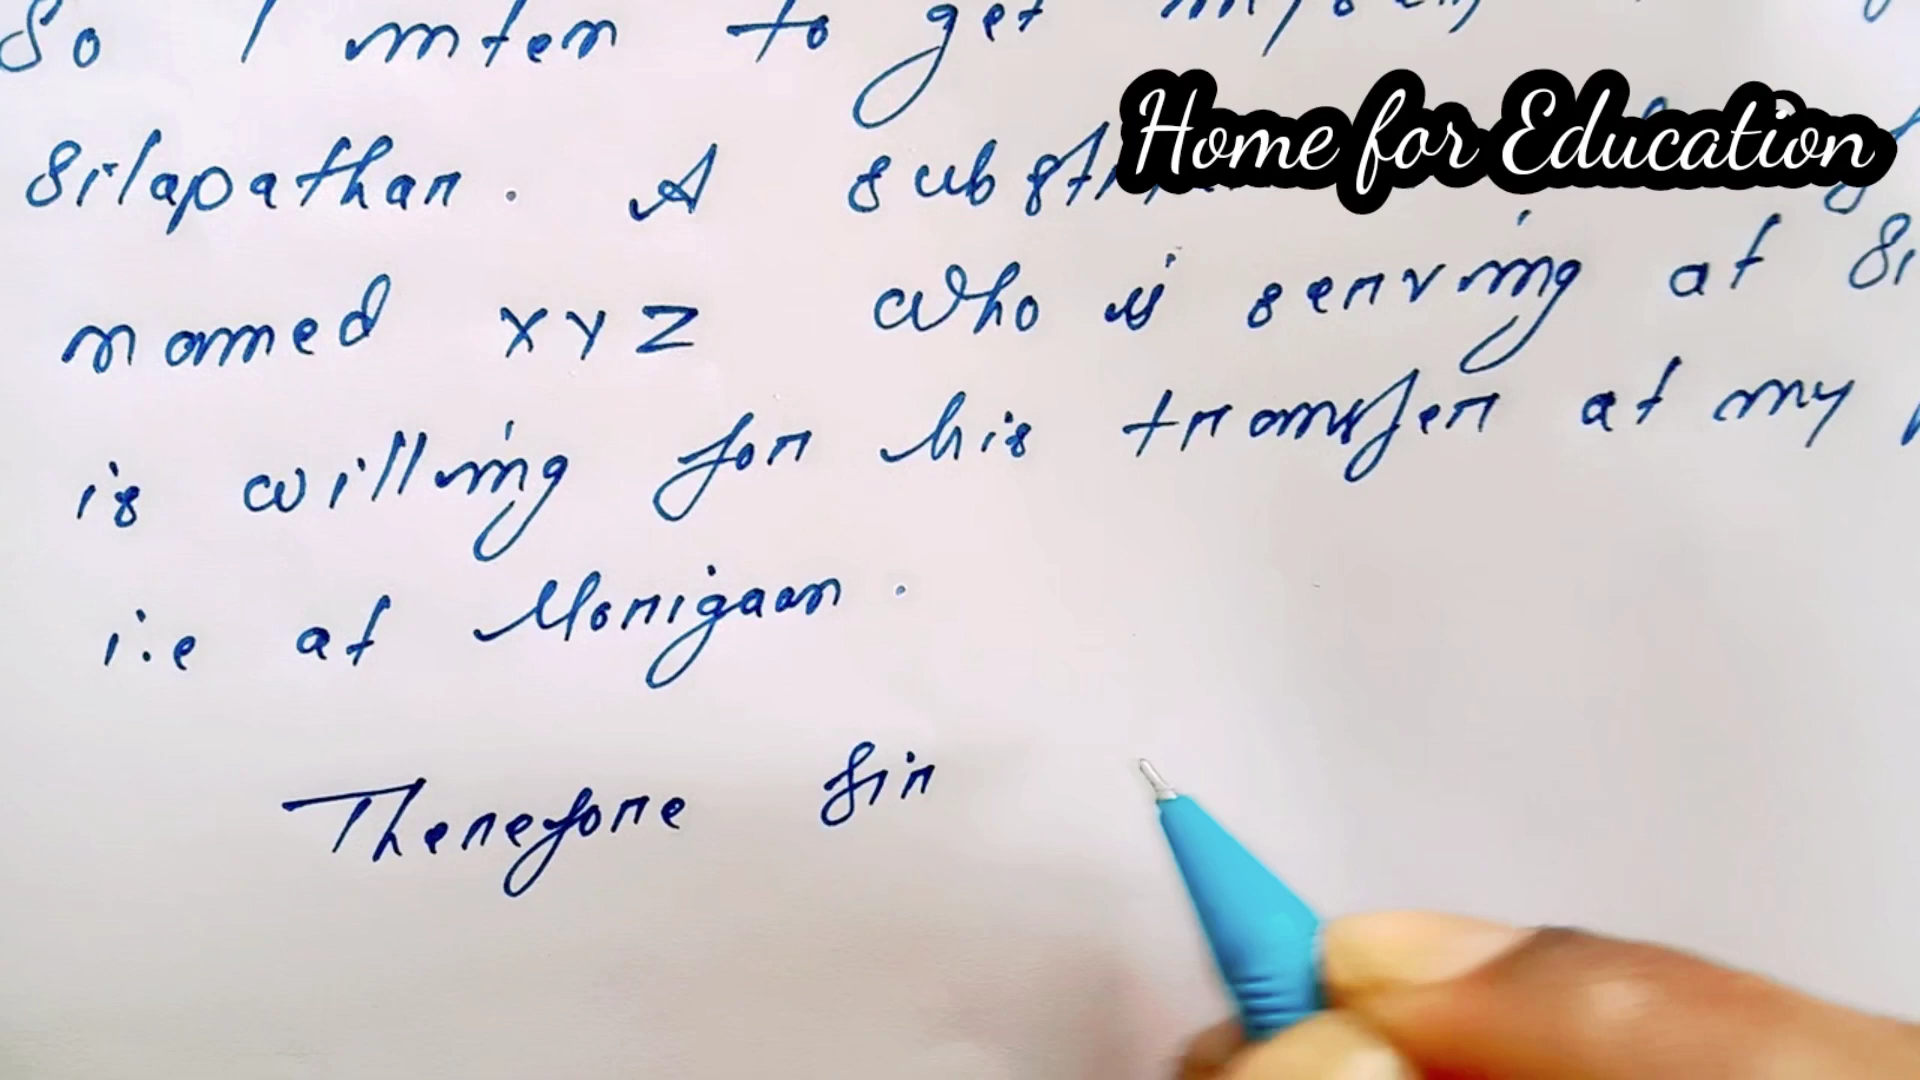 So I inten to get
Home for Education
Silapathar. A
named XYZ who is serving at
is willing for his transfer at my
i.e at Morigaon.
Therefore Sir